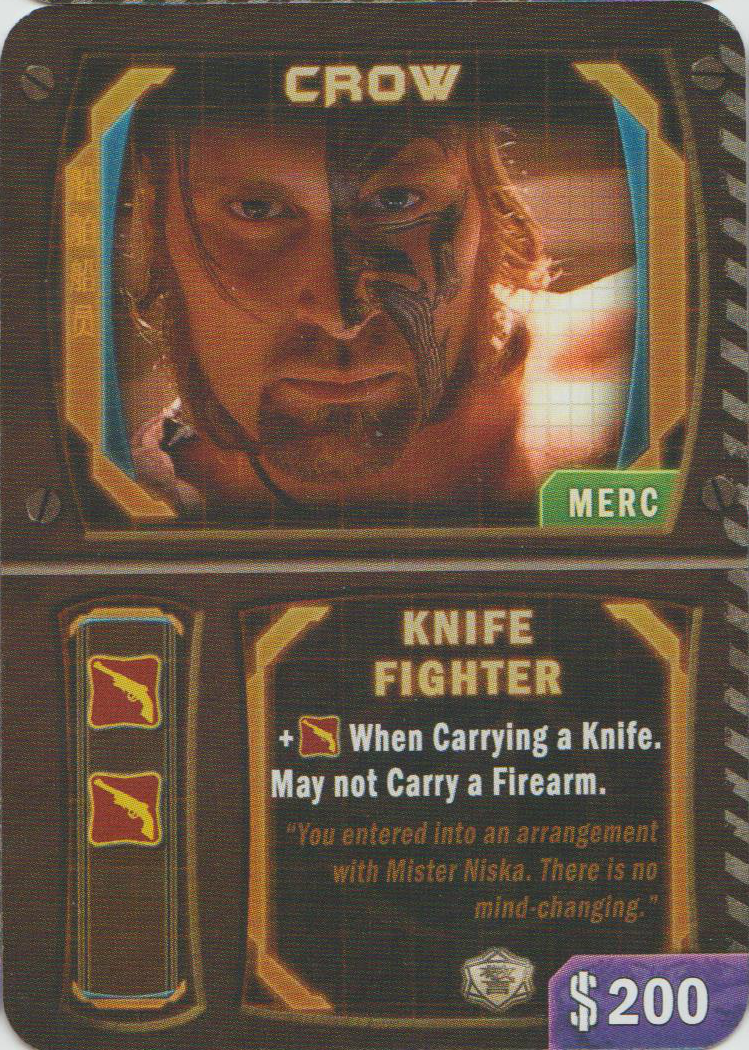 CROW
MERC
KNIFE
FIGHTER
+ When Carrying a Knife.
May not Carry a Firearm.
"You entered into an arrangement
with Mister Niska. There is no
mind-changing."
$200